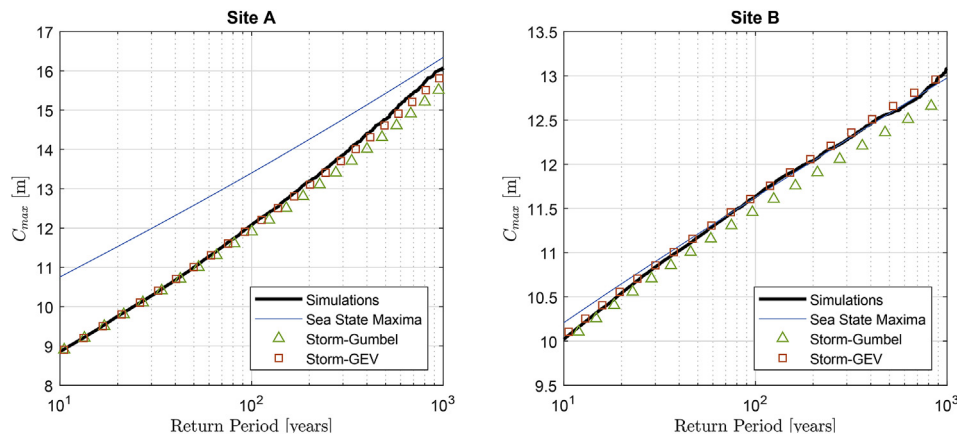 Site A
17
16
15
14
13
12
11
10
9
8
C_max [m]
10^1
10^2
10^3
Return Period [years]
Simulations
Sea State Maxima
Storm-Gumbel
Storm-GEV
Site B
13.5
13
12.5
12
11.5
11
10.5
10
9.5
C_max [m]
10^1
10^2
10^3
Return Period [years]
Simulations
Sea State Maxima
Storm-Gumbel
Storm-GEV